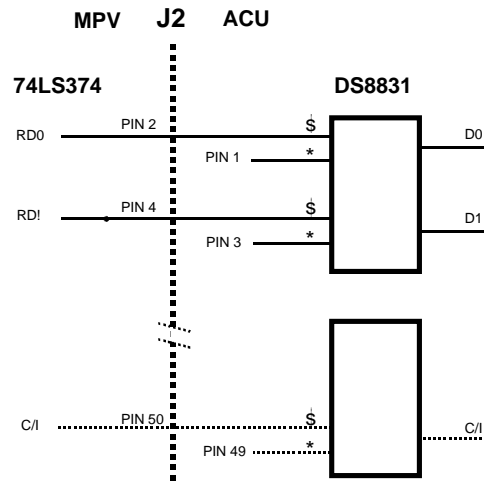 MPV J2 ACU
74LS374 DS8831
RD0 PIN 2 $ D0
PIN 1 *
RD! PIN 4 $ D1
PIN 3 *
C/I PIN 50 $ C/I
PIN 49 *